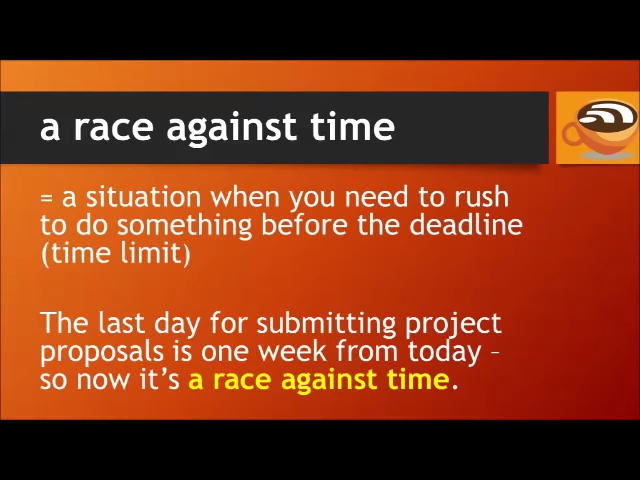 a race against time
= a situation when you need to rush
to do something before the deadline
(time limit)
The last day for submitting project
proposals is one week from today –
so now it’s a race against time.